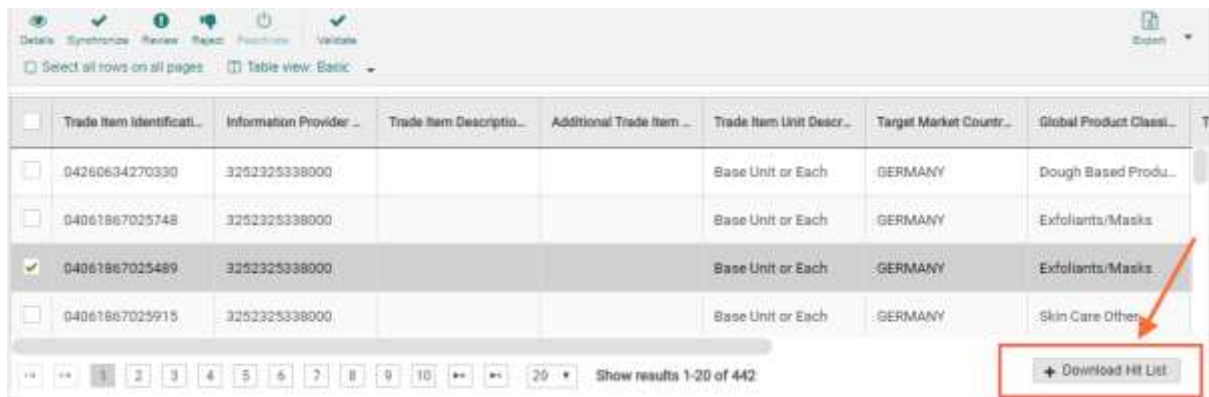 Details Synchronize Review Reject Reactivate Validate Export
Select all rows on all pages Table view: Basic
Trade Item Identificati... Information Provider ... Trade Item Descriptio... Additional Trade Item ... Trade Item Unit Descr... Target Market Countr... Global Product Classi... T
04260634270330 3252325338000 Base Unit or Each GERMANY Dough Based Produ...
04061867025748 3252325338000 Base Unit or Each GERMANY Exfoliants/Masks
04061867025489 3252325338000 Base Unit or Each GERMANY Exfoliants/Masks
04061867025915 3252325338000 Base Unit or Each GERMANY Skin Care Other
1 2 3 4 5 6 7 8 9 10 20 Show results 1-20 of 442 + Download Hit List